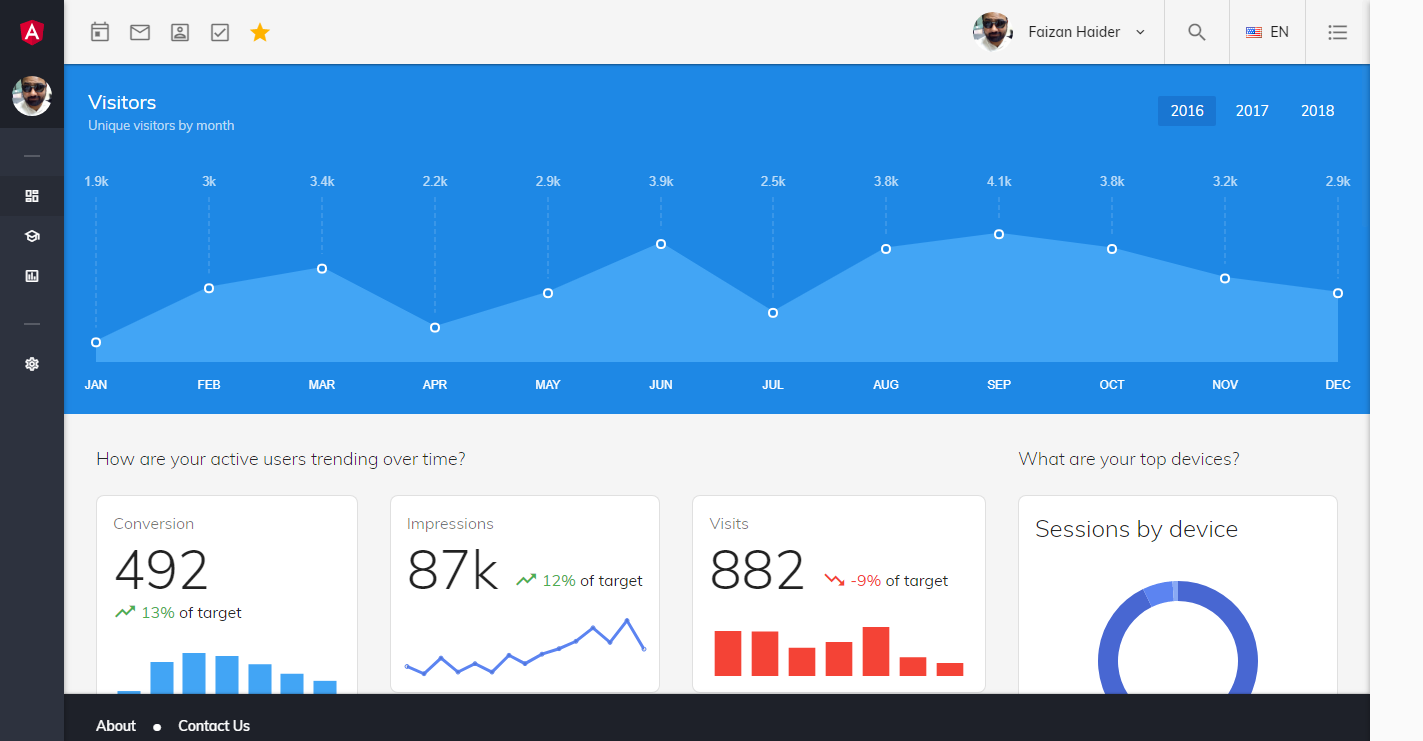 A
Faizan Haider
EN
Visitors
Unique visitors by month
2016 2017 2018
1.9k 3k 3.4k 2.2k 2.9k 3.9k 2.5k 3.8k 4.1k 3.8k 3.2k 2.9k
JAN FEB MAR APR MAY JUN JUL AUG SEP OCT NOV DEC
How are your active users trending over time?
What are your top devices?
Conversion
492
13% of target
Impressions
87k 12% of target
Visits
882 -9% of target
Sessions by device
About • Contact Us